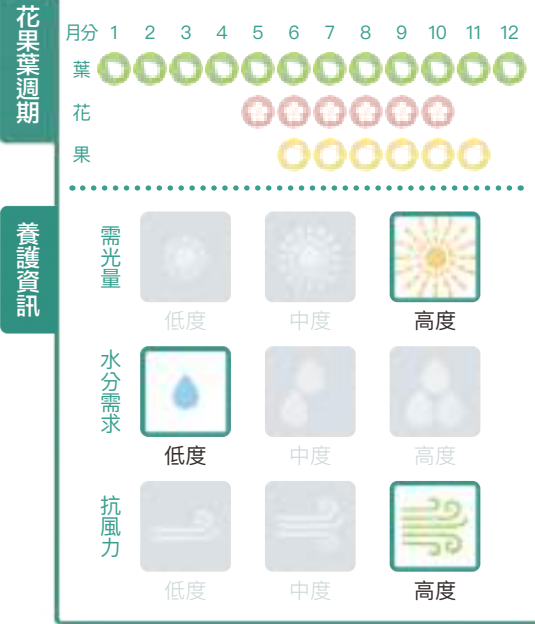 花果葉週期
月分 1 2 3 4 5 6 7 8 9 10 11 12
葉
花
果
養護資訊
需光量
低度 中度 高度
水分需求
低度 中度 高度
抗風力
低度 中度 高度